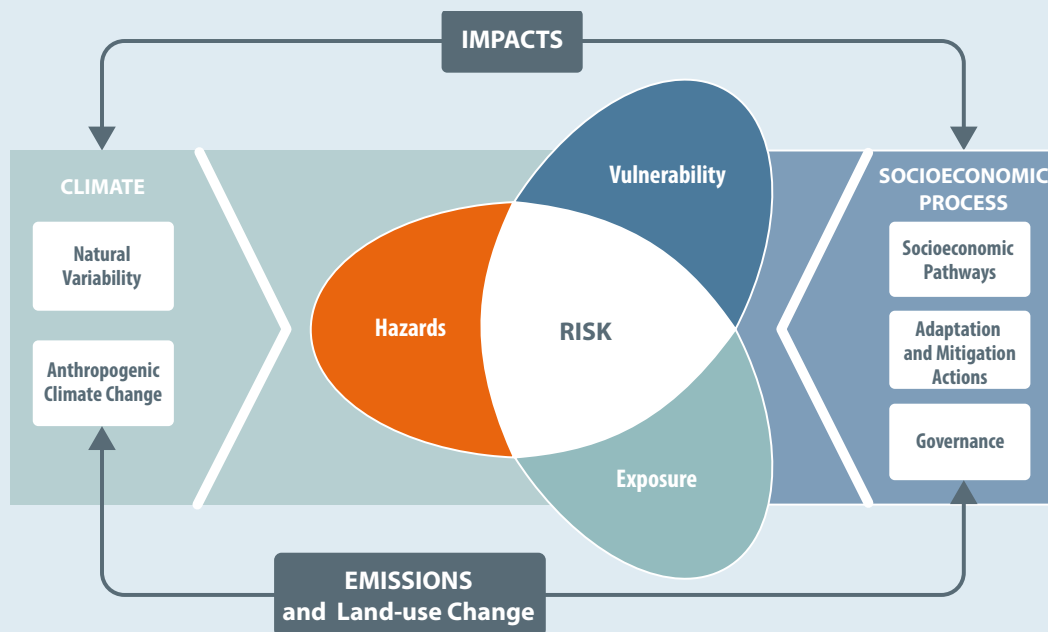 IMPACTS
CLIMATE
Natural
Variability
Anthropogenic
Climate Change
Vulnerability
Hazards
RISK
Exposure
SOCIOECONOMIC
PROCESS
Socioeconomic
Pathways
Adaptation
and Mitigation
Actions
Governance
EMISSIONS
and Land-use Change